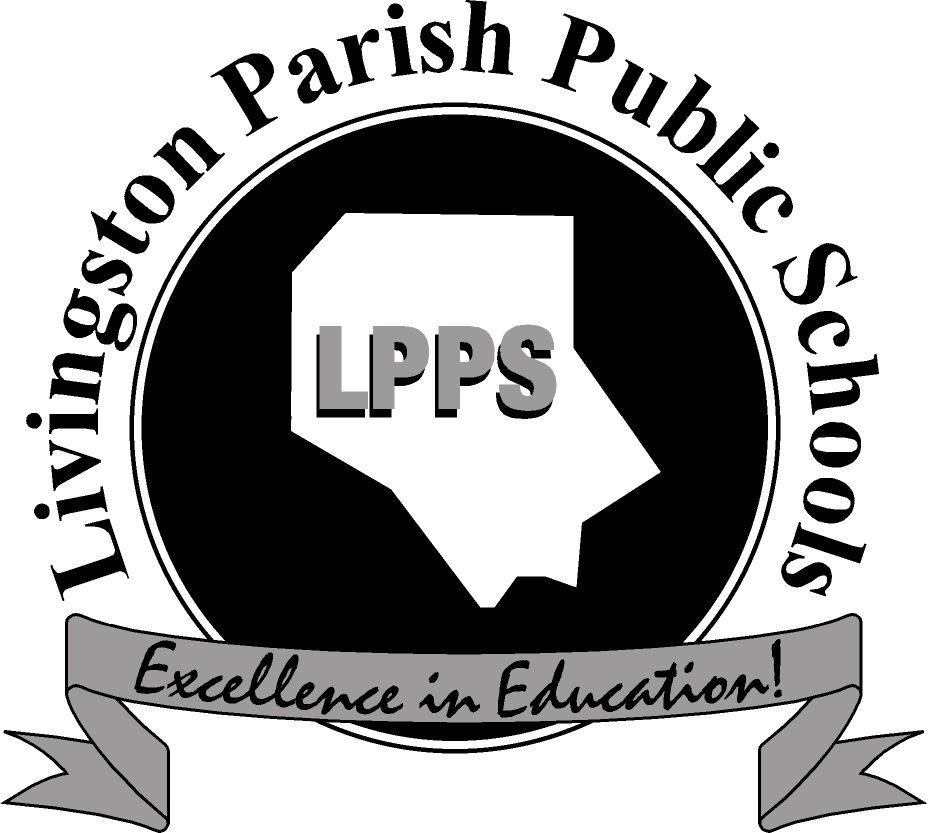 Livingston Parish Public Schools
LPPS
Excellence in Education!